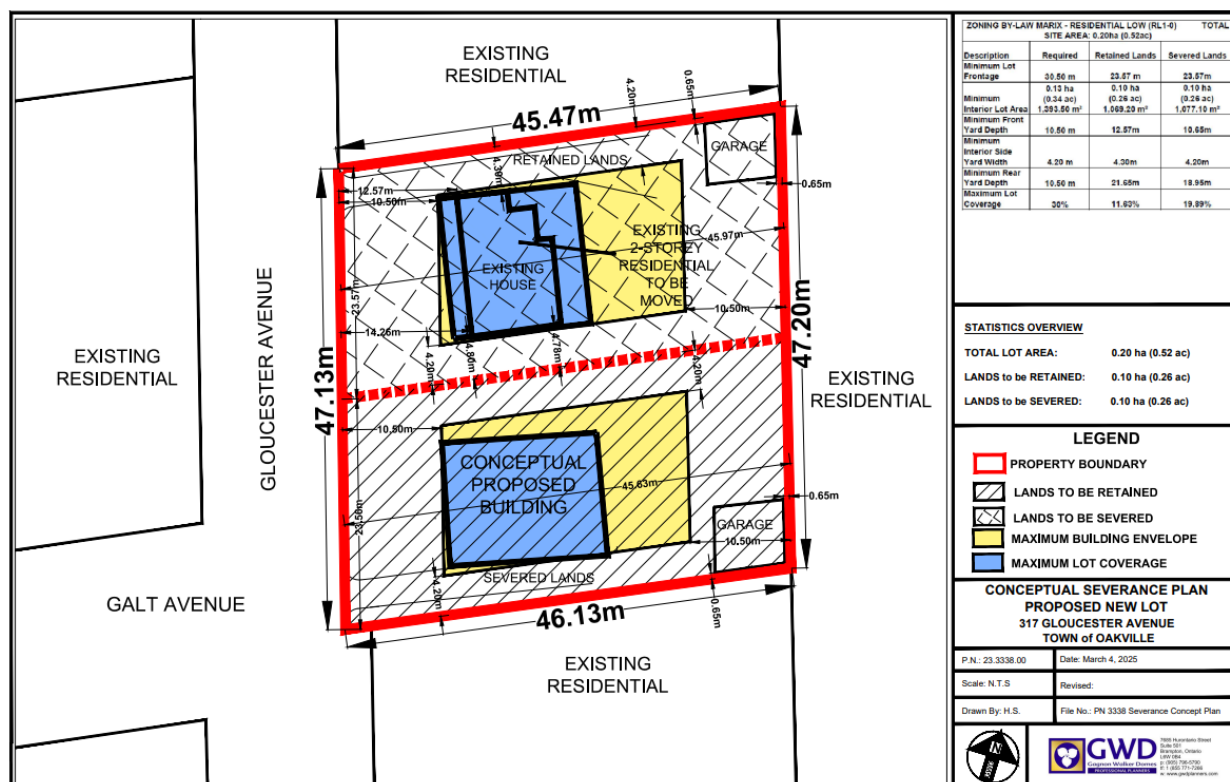 EXISTING
RESIDENTIAL
45.47m
4.20m
0.65m
RETAINED LANDS
GARAGE
4.30m
12.57m
10.50m
0.65m
EXISTING
2-STOREY
RESIDENTIAL
TO BE
MOVED
45.97m
EXISTING
HOUSE
23.57m
10.50m
14.26m
4.20m
4.80m
4.78m
4.20
47.13m
47.20m
GLOUCESTER AVENUE
EXISTING
RESIDENTIAL
EXISTING
RESIDENTIAL
10.50m
CONCEPTUAL
PROPOSED
BUILDING
45.63m
0.65m
GARAGE
10.50m
23.56m
SEVERED LANDS
4.20m
0.65m
46.13m
GALT AVENUE
EXISTING
RESIDENTIAL
ZONING BY-LAW MARIX - RESIDENTIAL LOW (RL1-0) TOTAL
SITE AREA: 0.20ha (0.52ac)
Description Required Retained Lands Severed Lands
Minimum Lot
Frontage 30.50 m 23.57 m 23.57m
0.13 ha 0.10 ha 0.10 ha
Minimum (0.34 ac) (0.26 ac) (0.26 ac)
Interior Lot Area 1,393.50 m² 1,069.20 m² 1,077.10 m²
Minimum Front
Yard Depth 10.50 m 12.57m 10.65m
Minimum
Interior Side
Yard Width 4.20 m 4.30m 4.20m
Minimum Rear
Yard Depth 10.50 m 21.65m 18.95m
Maximum Lot
Coverage 30% 11.63% 19.89%
STATISTICS OVERVIEW
TOTAL LOT AREA: 0.20 ha (0.52 ac)
LANDS to be RETAINED: 0.10 ha (0.26 ac)
LANDS to be SEVERED: 0.10 ha (0.26 ac)
LEGEND
PROPERTY BOUNDARY
LANDS TO BE RETAINED
LANDS TO BE SEVERED
MAXIMUM BUILDING ENVELOPE
MAXIMUM LOT COVERAGE
CONCEPTUAL SEVERANCE PLAN
PROPOSED NEW LOT
317 GLOUCESTER AVENUE
TOWN of OAKVILLE
P.N.: 23.3338.00 Date: March 4, 2025
Scale: N.T.S Revised:
Drawn By: H.S. File No.: PN 3338 Severance Concept Plan
N
GWD
Gagnon Walker Domes
PROFESSIONAL PLANNERS
Suite 501
Brampton, Ontario
w: www.gwdplanners.com